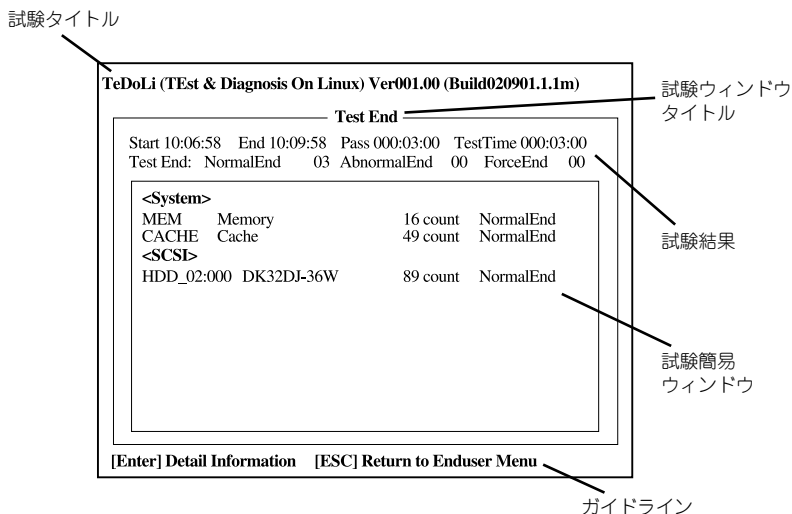 試験タイトル
TeDoLi (TEst & Diagnosis On Linux) Ver001.00 (Build020901.1.1m)
試験ウィンドウ
タイトル
Test End
Start 10:06:58 End 10:09:58 Pass 000:03:00 TestTime 000:03:00
Test End: NormalEnd 03 AbnormalEnd 00 ForceEnd 00
試験結果
<System>
MEM Memory 16 count NormalEnd
CACHE Cache 49 count NormalEnd
<SCSI>
HDD_02:000 DK32DJ-36W 89 count NormalEnd
試験簡易
ウィンドウ
[Enter] Detail Information [ESC] Return to Enduser Menu
ガイドライン